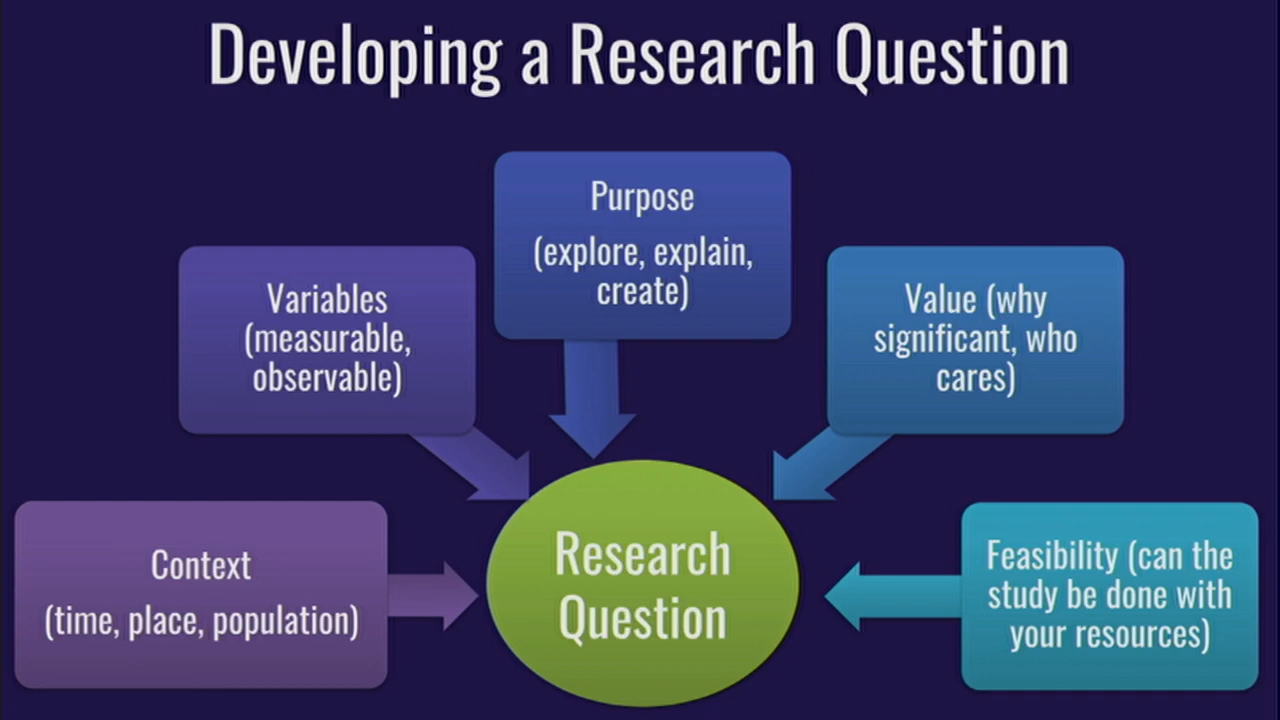 Developing a Research Question
Purpose
(explore, explain,
create)
Variables
(measurable,
observable)
Value (why
significant, who
cares)
Context
(time, place, population)
Research
Question
Feasibility (can the
study be done with
your resources)